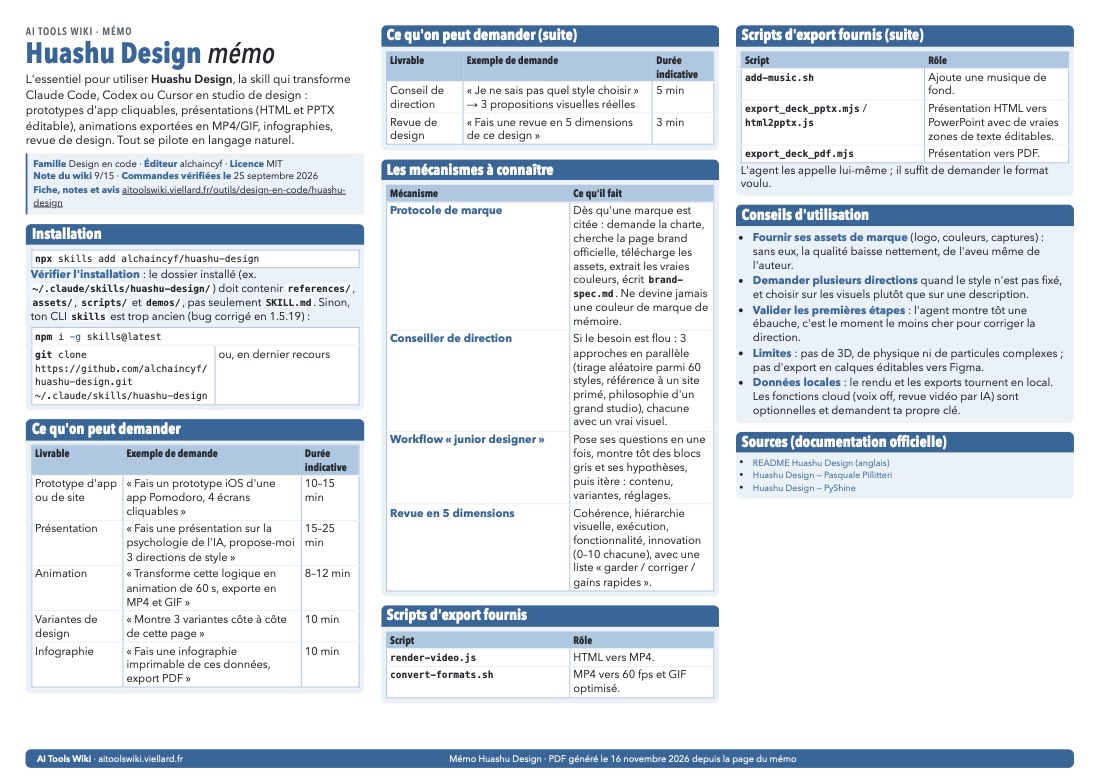 AI TOOLS WIKI · MÉMO
Huashu Design mémo
L'essentiel pour utiliser Huashu Design, la skill qui transforme
Claude Code, Codex ou Cursor en studio de design :
prototypes d'app cliquables, présentations (HTML et PPTX
éditable), animations exportées en MP4/GIF, infographies,
revue de design. Tout se pilote en langage naturel.
Famille Design en code · Éditeur alchaincyf · Licence MIT
Note du wiki 9/15 · Commandes vérifiées le 25 septembre 2026
Fiche, notes et avis aitoolswiki.viellard.fr/outils/design-en-code/huashu-
design
Installation
npx skills add alchaincyf/huashu-design
Vérifier l'installation : le dossier installé (ex.
~/.claude/skills/huashu-design/) doit contenir references/,
assets/, scripts/ et demos/, pas seulement SKILL.md. Sinon,
ton CLI skills est trop ancien (bug corrigé en 1.5.19) :
npm i -g skills@latest
git clone
https://github.com/alchaincyf/
huashu-design.git
~/.claude/skills/huashu-design
ou, en dernier recours
Ce qu'on peut demander
Livrable
Exemple de demande
Durée
indicative
Prototype d'app
ou de site
« Fais un prototype iOS d'une
app Pomodoro, 4 écrans
cliquables »
10–15
min
Présentation
« Fais une présentation sur la
psychologie de l'IA, propose-moi
3 directions de style »
15–25
min
Animation
« Transforme cette logique en
animation de 60 s, exporte en
MP4 et GIF »
8–12 min
Variantes de
design
« Montre 3 variantes côte à côte
de cette page »
10 min
Infographie
« Fais une infographie
imprimable de ces données,
export PDF »
10 min
Ce qu'on peut demander (suite)
Livrable
Exemple de demande
Durée
indicative
Conseil de
direction
« Je ne sais pas quel style choisir »
→ 3 propositions visuelles réelles
5 min
Revue de
design
« Fais une revue en 5 dimensions
de ce design »
3 min
Les mécanismes à connaître
Mécanisme
Ce qu'il fait
Protocole de marque
Dès qu'une marque est
citée : demande la charte,
cherche la page brand
officielle, télécharge les
assets, extrait les vraies
couleurs, écrit brand-
spec.md. Ne devine jamais
une couleur de marque de
mémoire.
Conseiller de direction
Si le besoin est flou : 3
approches en parallèle
(tirage aléatoire parmi 60
styles, référence à un site
primé, philosophie d'un
grand studio), chacune
avec un vrai visuel.
Workflow « junior designer »
Pose ses questions en une
fois, montre tôt des blocs
gris et ses hypothèses,
puis itère : contenu,
variantes, réglages.
Revue en 5 dimensions
Cohérence, hiérarchie
visuelle, exécution,
fonctionnalité, innovation
(0–10 chacune), avec une
liste « garder / corriger /
gains rapides ».
Scripts d'export fournis
Script
Rôle
render-video.js
HTML vers MP4.
convert-formats.sh
MP4 vers 60 fps et GIF
optimisé.
Scripts d'export fournis (suite)
Script
Rôle
add-music.sh
Ajoute une musique de
fond.
export_deck_pptx.mjs /
html2pptx.js
Présentation HTML vers
PowerPoint avec de vraies
zones de texte éditables.
export_deck_pdf.mjs
Présentation vers PDF.
L'agent les appelle lui-même ; il suffit de demander le format
voulu.
Conseils d'utilisation
• Fournir ses assets de marque (logo, couleurs, captures) :
sans eux, la qualité baisse nettement, de l'aveu même de
l'auteur.
• Demander plusieurs directions quand le style n'est pas fixé,
et choisir sur les visuels plutôt que sur une description.
• Valider les premières étapes : l'agent montre tôt une
ébauche, c'est le moment le moins cher pour corriger la
direction.
• Limites : pas de 3D, de physique ni de particules complexes ;
pas d'export en calques éditables vers Figma.
• Données locales : le rendu et les exports tournent en local.
Les fonctions cloud (voix off, revue vidéo par IA) sont
optionnelles et demandent ta propre clé.
Sources (documentation officielle)
• README Huashu Design (anglais)
• Huashu Design — Pasquale Pillitteri
• Huashu Design — PyShine
AI Tools Wiki · aitoolswiki.viellard.fr
Mémo Huashu Design · PDF généré le 16 novembre 2026 depuis la page du mémo